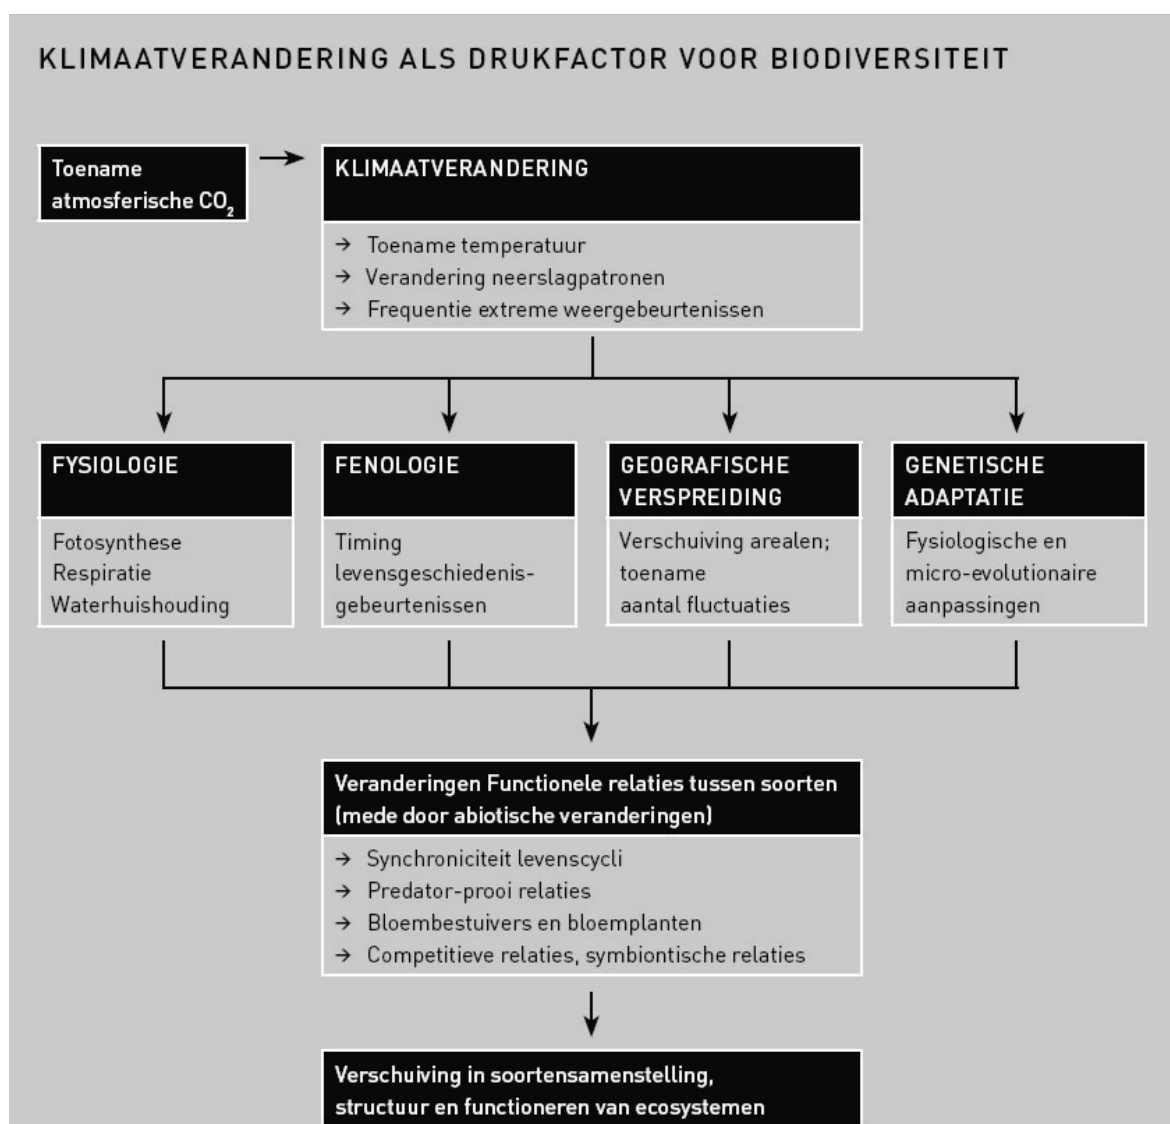 KLIMAATVERANDERING ALS DRUKFACTOR VOOR BIODIVERSITEIT
Toename
atmosferische CO₂
KLIMAATVERANDERING
→ Toename temperatuur
→ Verandering neerslagpatronen
→ Frequentie extreme weergebeurtenissen
FYSIOLOGIE
Fotosynthese
Respiratie
Waterhuishouding
FENOLOGIE
Timing
levensgeschiedenis-
gebeurtenissen
GEOGRAFISCHE
VERSPREIDING
Verschuiving arealen;
toename
aantal fluctuaties
GENETISCHE
ADAPTATIE
Fysiologische en
micro-evolutionaire
aanpassingen
Veranderingen Functionele relaties tussen soorten
(mede door abiotische veranderingen)
→ Synchroniciteit levenscycli
→ Predator-prooi relaties
→ Bloembestuivers en bloemplanten
→ Competitieve relaties, symbiontische relaties
Verschuiving in soortensamenstelling,
structuur en functioneren van ecosystemen